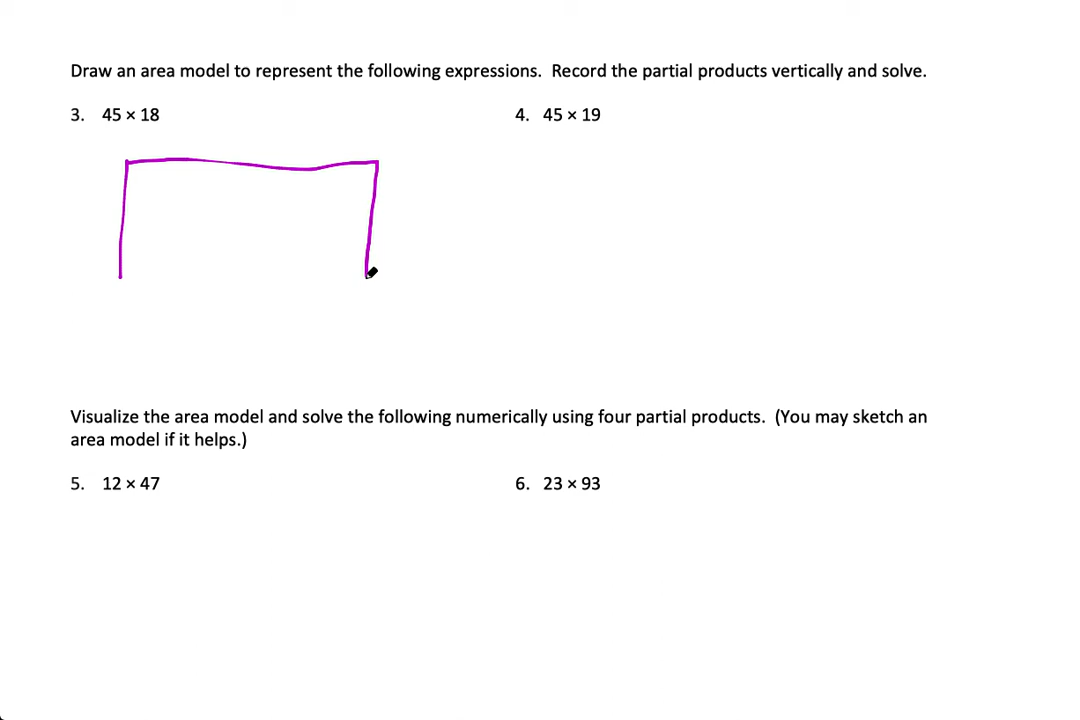 Draw an area model to represent the following expressions.  Record the partial products vertically and solve.
3.   45 × 18
4.   45 × 19
Visualize the area model and solve the following numerically using four partial products.  (You may sketch an
area model if it helps.)
5.   12 × 47
6.   23 × 93